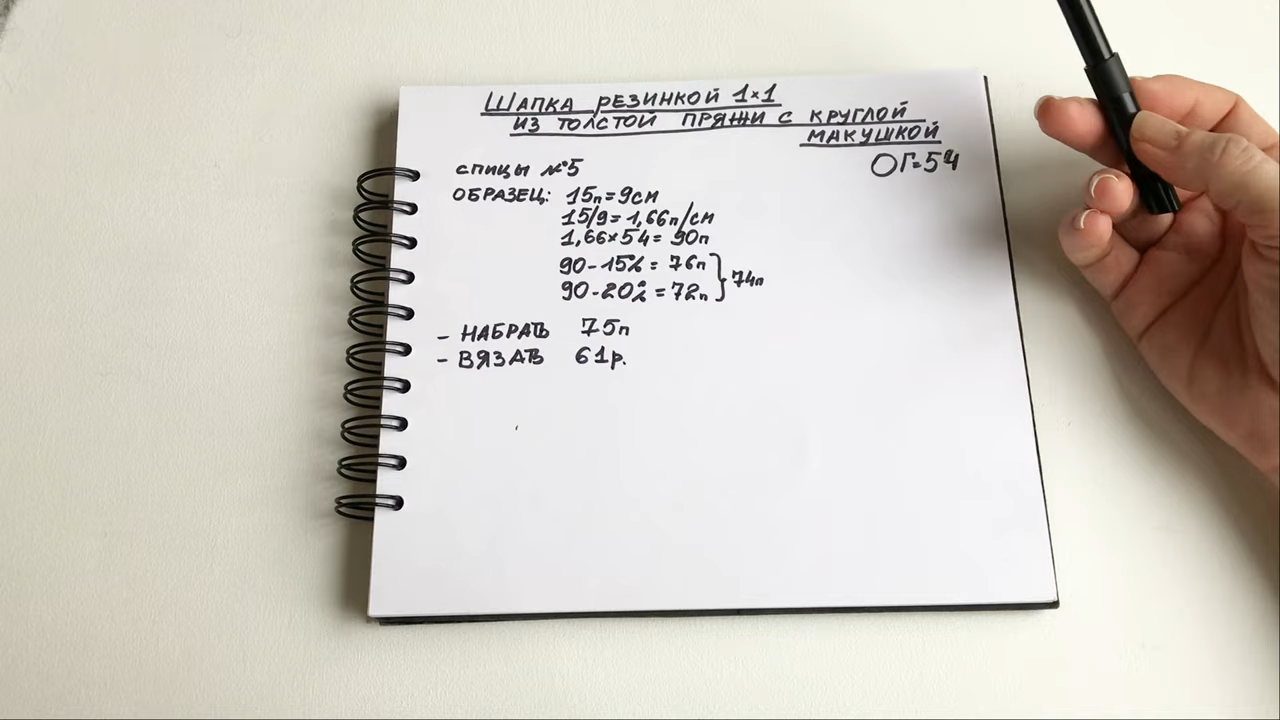 ШАПКА РЕЗИНКОЙ 1×1
ИЗ ТОЛСТОЙ ПРЯЖИ С КРУГЛОЙ
МАКУШКОЙ
ОГ=54
СПИЦЫ №5
ОБРАЗЕЦ: 15п=9см
15/9=1,66п/см
1,66×54=90п
90-15%=76п
90-20%=72п } 74п
- НАБРАТЬ 75п
- ВЯЗАТЬ 61р.